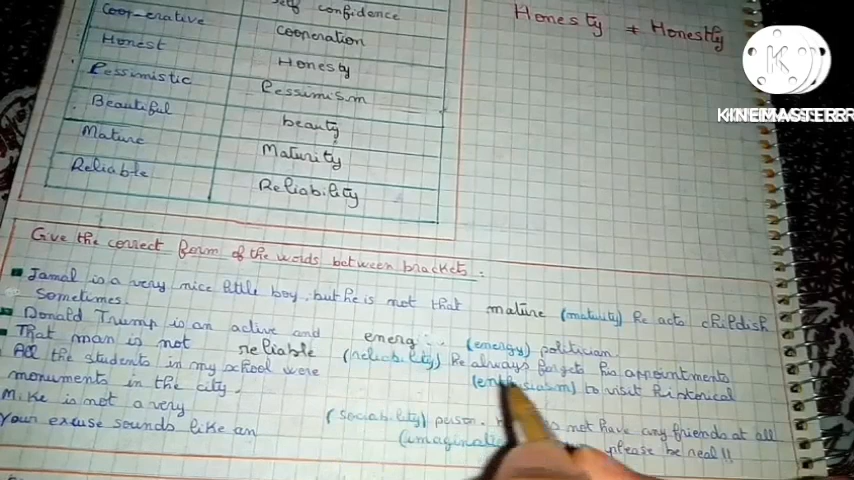 Self confidence
Cooperative
Cooperation
Honest
Honesty
Pessimistic
Pessimism
Beautiful
beauty
Mature
Maturity
Reliable
Reliability
Honesty ≠ Honestly
KINEMASTER
Give the correct form of the words between brackets :
Jamal is a very nice little boy, but he is not that mature (maturity) he acts childish
Sometimes.
Donald Trump is an active and energ (energy) politician.
That man is not reliable (reliability) he always forgets his appointments
All the students in my school were (enthusiasm) to visit historical
monuments in the city.
Mike is not a very (sociability) person. not have any friends at all
Your excuse sounds like an please be real !!